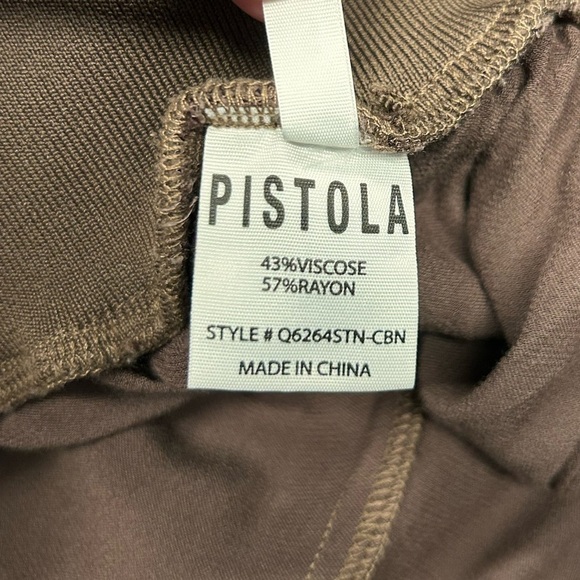 PISTOLA
43%VISCOSE
57%RAYON
STYLE # Q6264STN-CBN
MADE IN CHINA